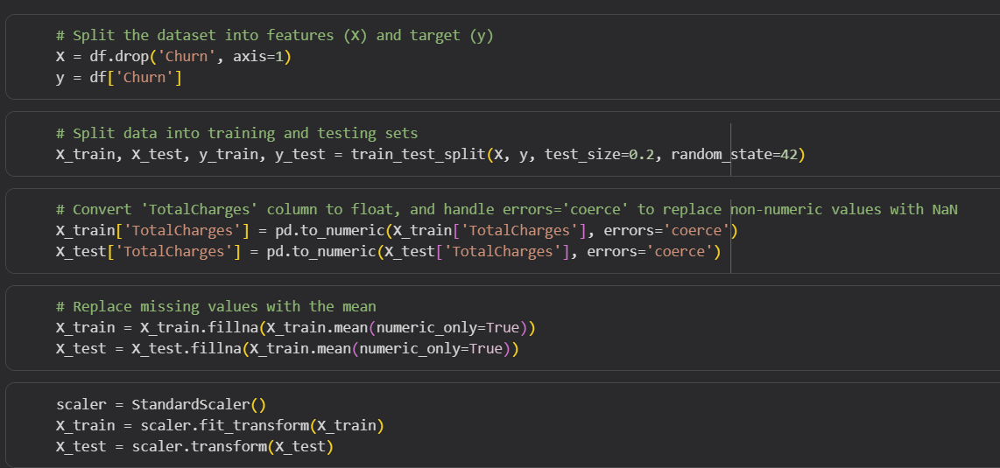 # Split the dataset into features (X) and target (y)
X = df.drop('Churn', axis=1)
y = df['Churn']
# Split data into training and testing sets
X_train, X_test, y_train, y_test = train_test_split(X, y, test_size=0.2, random_state=42)
# Convert 'TotalCharges' column to float, and handle errors='coerce' to replace non-numeric values with NaN
X_train['TotalCharges'] = pd.to_numeric(X_train['TotalCharges'], errors='coerce')
X_test['TotalCharges'] = pd.to_numeric(X_test['TotalCharges'], errors='coerce')
# Replace missing values with the mean
X_train = X_train.fillna(X_train.mean(numeric_only=True))
X_test = X_test.fillna(X_train.mean(numeric_only=True))
scaler = StandardScaler()
X_train = scaler.fit_transform(X_train)
X_test = scaler.transform(X_test)